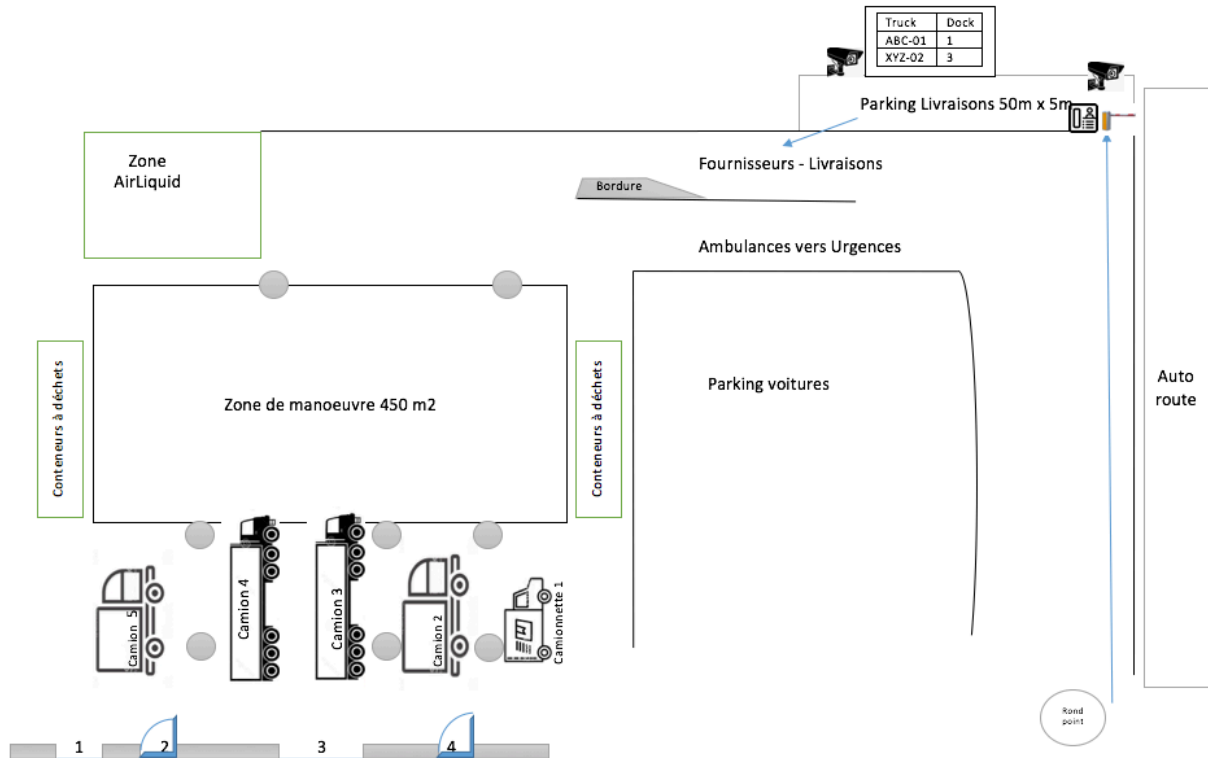 Truck Dock
ABC-01 1
XYZ-02 3
Parking Livraisons 50m x 5m
Zone
AirLiquid
Fournisseurs - Livraisons
Bordure
Ambulances vers Urgences
Conteneurs à déchets
Zone de manoeuvre 450 m2
Conteneurs à déchets
Parking voitures
Auto
route
Camion 5
Camion 4
Camion 3
Camion 2
Camionnette 1
Rond
point
1 2 3 4